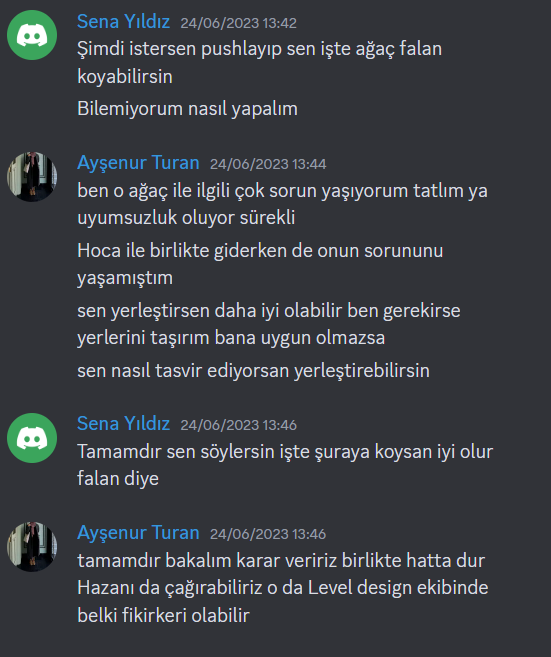 Sena Yıldız 24/06/2023 13:42
Şimdi istersen pushlayıp sen işte ağaç falan
koyabilirsin
Bilemiyorum nasıl yapalım
Ayşenur Turan 24/06/2023 13:44
ben o ağaç ile ilgili çok sorun yaşıyorum tatlım ya
uyumsuzluk oluyor sürekli
Hoca ile birlikte giderken de onun sorununu
yaşamıştım
sen yerleştirsen daha iyi olabilir ben gerekirse
yerlerini taşırım bana uygun olmazsa
sen nasıl tasvir ediyorsan yerleştirebilirsin
Sena Yıldız 24/06/2023 13:46
Tamamdır sen söylersin işte şuraya koysan iyi olur
falan diye
Ayşenur Turan 24/06/2023 13:46
tamamdır bakalım karar veririz birlikte hatta dur
Hazanı da çağırabiliriz o da Level design ekibinde
belki fikirkeri olabilir